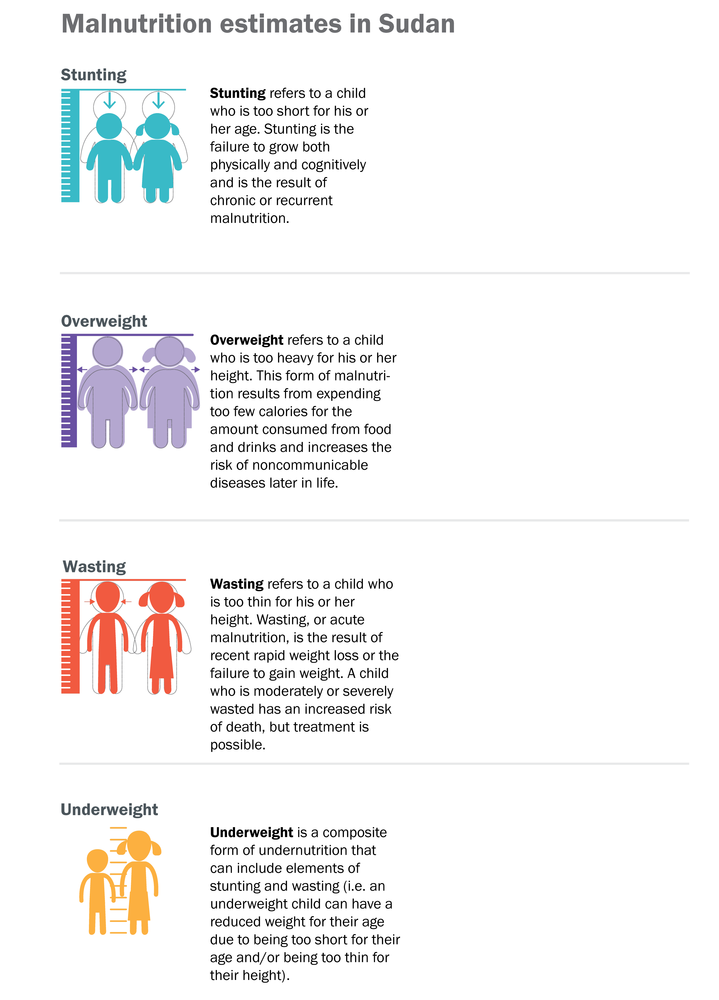 Malnutrition estimates in Sudan
Stunting
Stunting refers to a child
who is too short for his or
her age. Stunting is the
failure to grow both
physically and cognitively
and is the result of
chronic or recurrent
malnutrition.
Overweight
Overweight refers to a child
who is too heavy for his or her
height. This form of malnutri-
tion results from expending
too few calories for the
amount consumed from food
and drinks and increases the
risk of noncommunicable
diseases later in life.
Wasting
Wasting refers to a child who
is too thin for his or her
height. Wasting, or acute
malnutrition, is the result of
recent rapid weight loss or the
failure to gain weight. A child
who is moderately or severely
wasted has an increased risk
of death, but treatment is
possible.
Underweight
Underweight is a composite
form of undernutrition that
can include elements of
stunting and wasting (i.e. an
underweight child can have a
reduced weight for their age
due to being too short for their
age and/or being too thin for
their height).